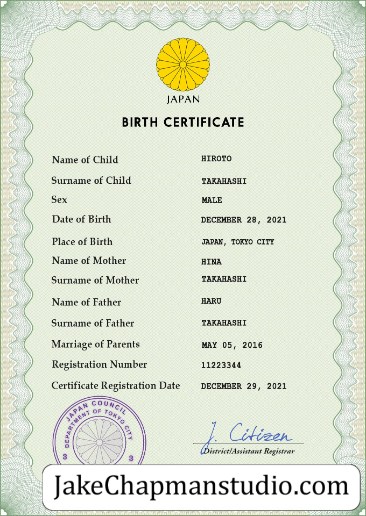 JAPAN
BIRTH CERTIFICATE
Name of Child HIROTO
Surname of Child TAKAHASHI
Sex MALE
Date of Birth DECEMBER 28, 2021
Place of Birth JAPAN, TOKYO CITY
Name of Mother HINA
Surname of Mother TAKAHASHI
Name of Father HARU
Surname of Father TAKAHASHI
Marriage of Parents MAY 05, 2016
Registration Number 11223344
Certificate Registration Date DECEMBER 29, 2021
JAPAN COUNCIL
DEPARTMENT OF TOKYO CITY
J. Citizen
District/Assistant Registrar
JakeChapmanstudio.com